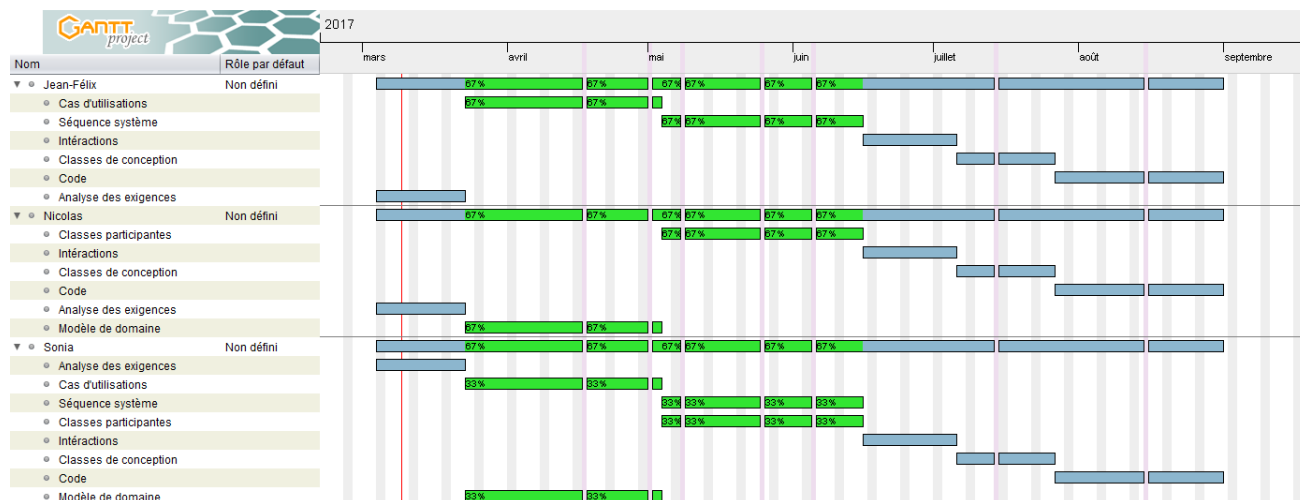 GANTT
project
2017
mars avril mai juin juillet août septembre
Nom Rôle par défaut
Jean-Félix Non défini 67% 67% 67% 67% 67% 67%
Cas d'utilisations 67% 67%
Séquence système 67% 67% 67% 67%
Intéractions
Classes de conception
Code
Analyse des exigences
Nicolas Non défini 67% 67% 67% 67% 67% 67%
Classes participantes 67% 67% 67% 67%
Intéractions
Classes de conception
Code
Analyse des exigences
Modèle de domaine 67% 67%
Sonia Non défini 67% 67% 67% 67% 67% 67%
Analyse des exigences
Cas d'utilisations 33% 33%
Séquence système 33% 33% 33% 33%
Classes participantes 33% 33% 33% 33%
Intéractions
Classes de conception
Code
Modèle de domaine 33% 33%